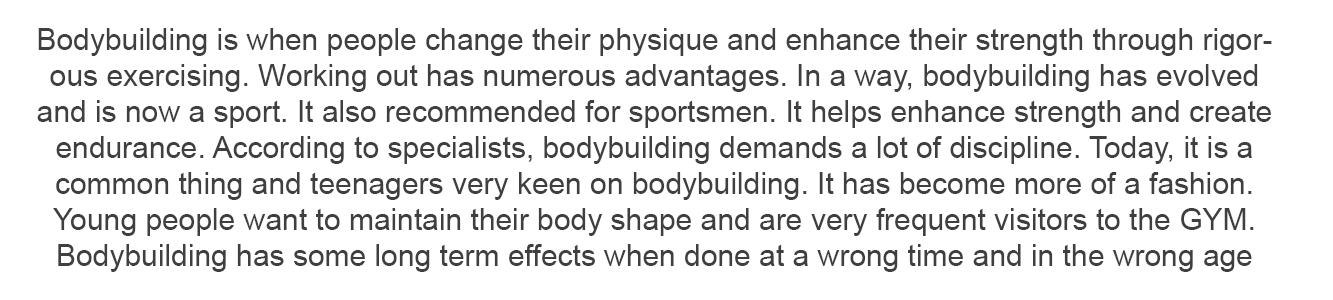 Bodybuilding is when people change their physique and enhance their strength through rigor-
ous exercising. Working out has numerous advantages. In a way, bodybuilding has evolved
and is now a sport. It also recommended for sportsmen. It helps enhance strength and create
endurance. According to specialists, bodybuilding demands a lot of discipline. Today, it is a
common thing and teenagers very keen on bodybuilding. It has become more of a fashion.
Young people want to maintain their body shape and are very frequent visitors to the GYM.
Bodybuilding has some long term effects when done at a wrong time and in the wrong age